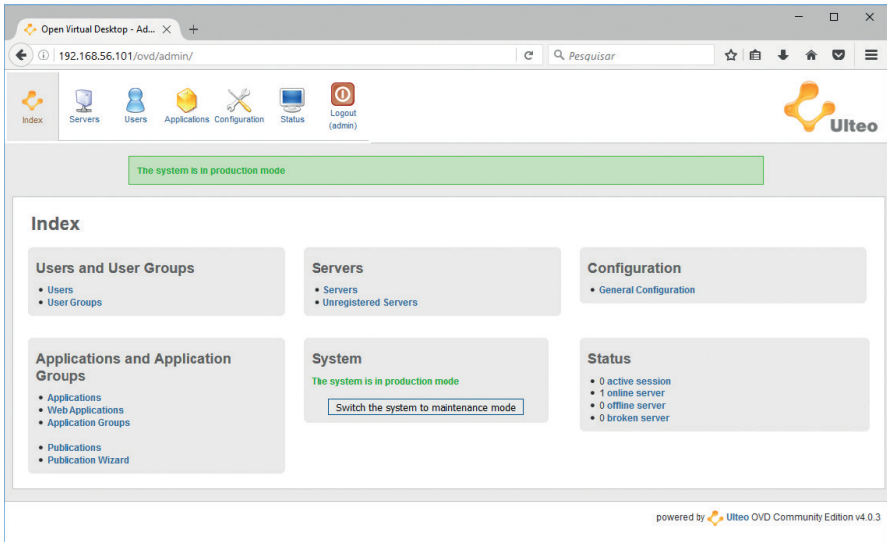 Open Virtual Desktop - Ad...
192.168.56.101/ovd/admin/
Pesquisar
Index
Servers
Users
Applications
Configuration
Status
Logout
(admin)
Ulteo
The system is in production mode
Index
Users and User Groups
Users
User Groups
Servers
Servers
Unregistered Servers
Configuration
General Configuration
Applications and Application
Groups
Applications
Web Applications
Application Groups
Publications
Publication Wizard
System
The system is in production mode
Switch the system to maintenance mode
Status
0 active session
1 online server
0 offline server
0 broken server
powered by Ulteo OVD Community Edition v4.0.3